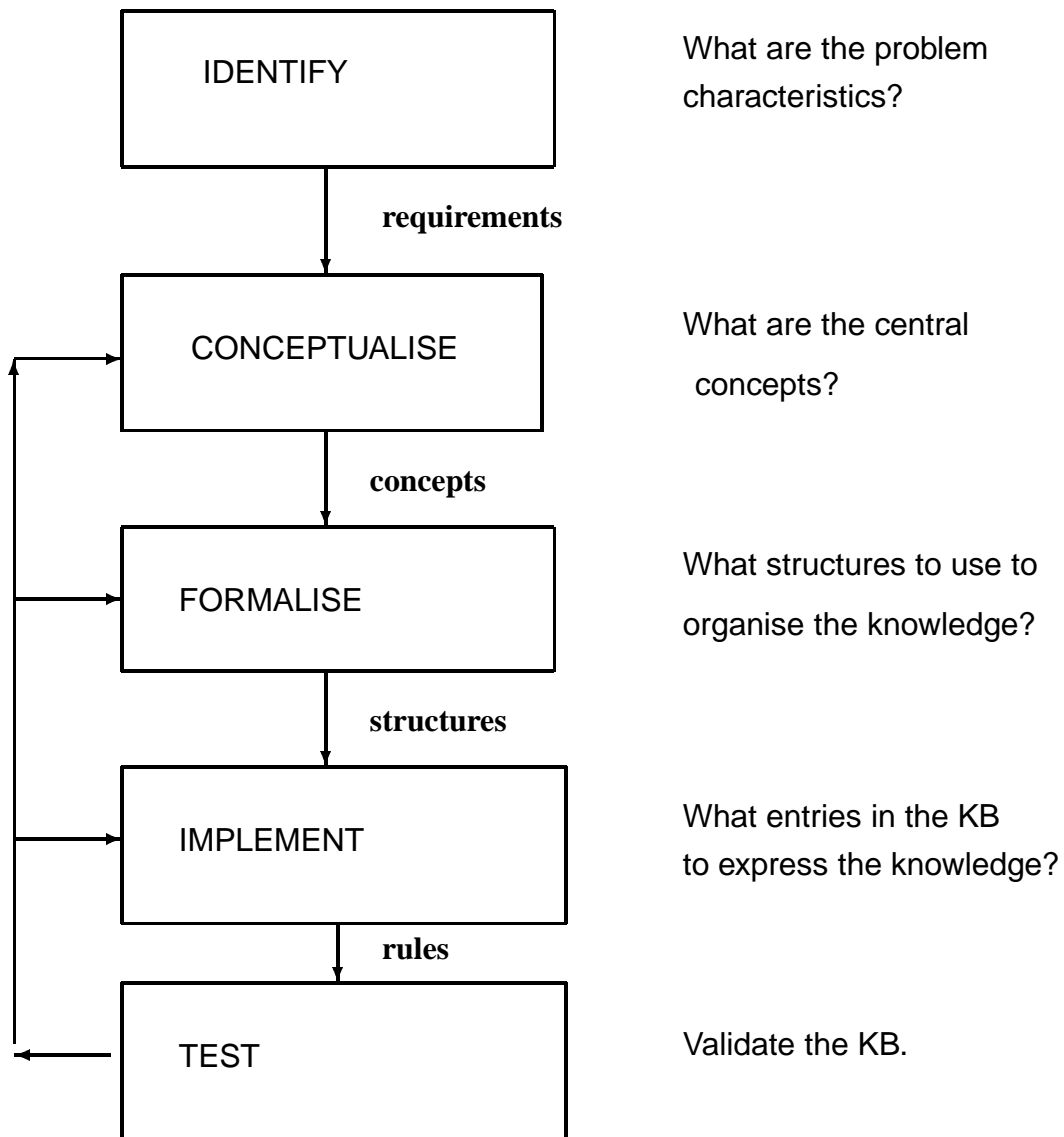 IDENTIFY
What are the problem
characteristics?
requirements
CONCEPTUALISE
What are the central
concepts?
concepts
FORMALISE
What structures to use to
organise the knowledge?
structures
IMPLEMENT
What entries in the KB
to express the knowledge?
rules
TEST
Validate the KB.